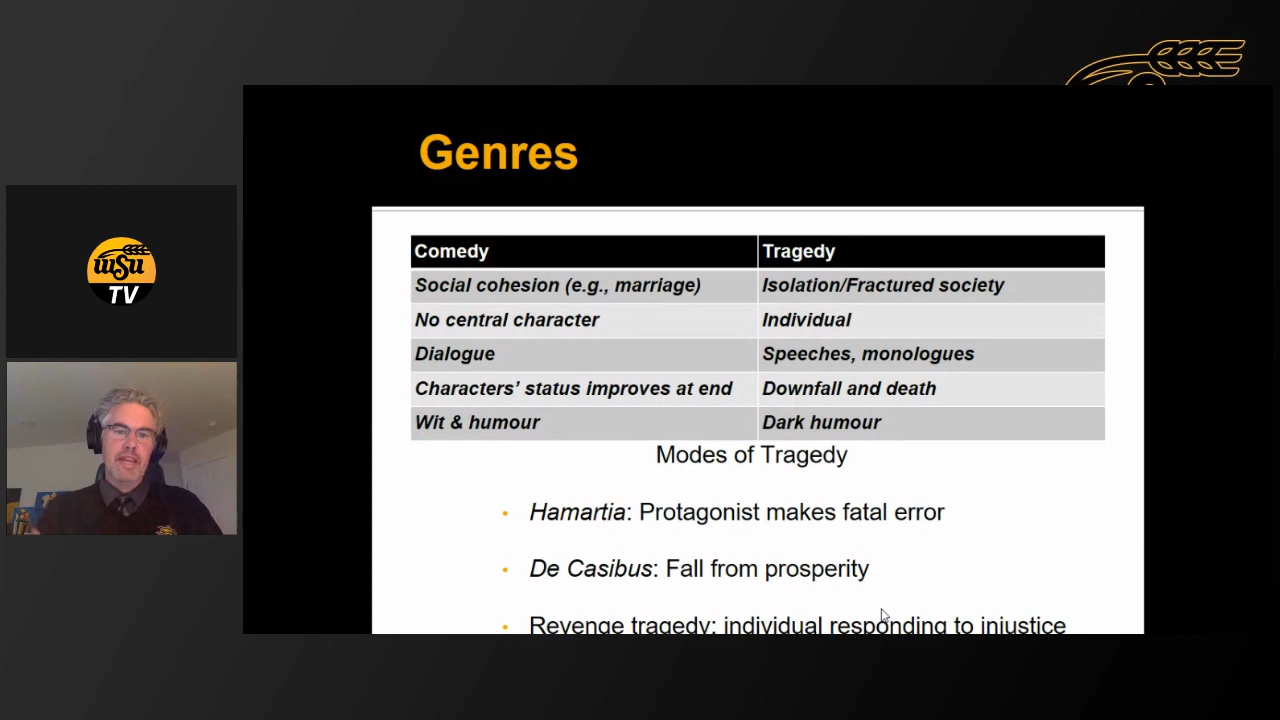 Genres
Comedy Tragedy
Social cohesion (e.g., marriage) Isolation/Fractured society
No central character Individual
Dialogue Speeches, monologues
Characters' status improves at end Downfall and death
Wit & humour Dark humour
Modes of Tragedy
• Hamartia: Protagonist makes fatal error
• De Casibus: Fall from prosperity
• Revenge tragedy: individual responding to injustice
wsu
TV